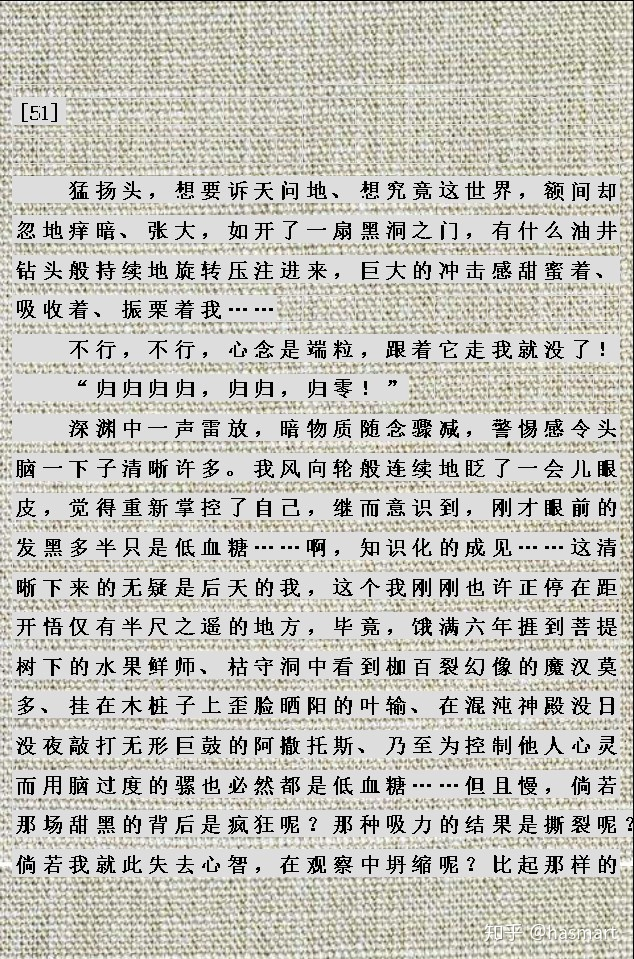 [51]
猛扬头，想要诉天问地、想究竟这世界，额间却
忽地痒暗、张大，如开了一扇黑洞之门，有什么油井
钻头般持续地旋转压注进来，巨大的冲击感甜蜜着、
吸收着、振栗着我……
不行，不行，心念是端粒，跟着它走我就没了！
“归归归归，归归，归零！”
深渊中一声雷放，暗物质随念骤减，警惕感令头
脑一下子清晰许多。我风向轮般连续地眨了一会儿眼
皮，觉得重新掌控了自己，继而意识到，刚才眼前的
发黑多半只是低血糖……啊，知识化的成见……这清
晰下来的无疑是后天的我，这个我刚刚也许正停在距
开悟仅有半尺之遥的地方，毕竟，饿满六年捱到菩提
树下的水果鲜师、枯守洞中看到枷百裂幻像的魔汉莫
多、挂在木桩子上歪脸晒阳的叶输、在混沌神殿没日
没夜敲打无形巨鼓的阿撒托斯、乃至为控制他人心灵
而用脑过度的骡也必然都是低血糖……但且慢，倘若
那场甜黑的背后是疯狂呢？那种吸力的结果是撕裂呢？
倘若我就此失去心智，在观察中坍缩呢？比起那样的
知乎 @hasmart